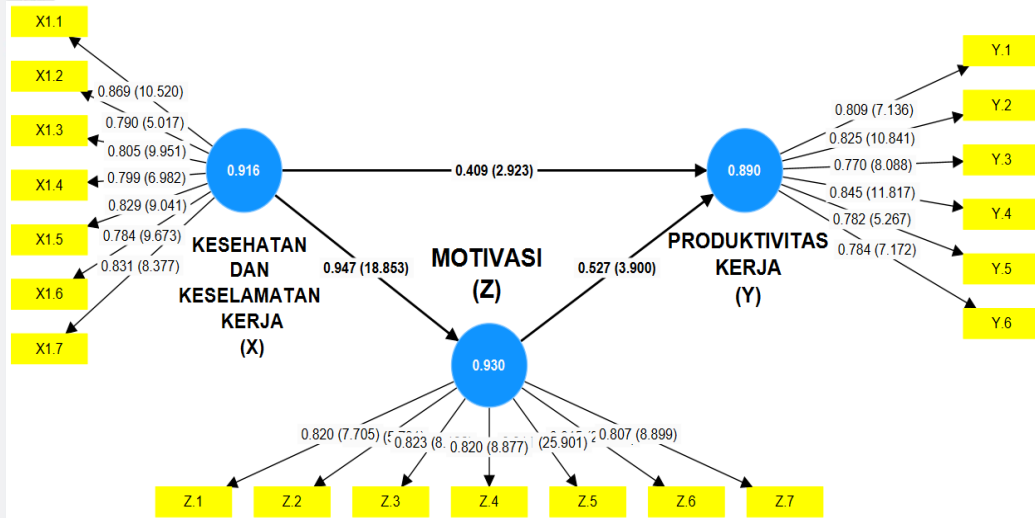 X1.1
X1.2
X1.3
X1.4
X1.5
X1.6
X1.7
0.869 (10.520)
0.790 (5.017)
0.805 (9.951)
0.799 (6.982)
0.829 (9.041)
0.784 (9.673)
0.831 (8.377)
0.916
KESEHATAN
DAN
KESELAMATAN
KERJA
(X)
0.409 (2.923)
0.947 (18.853)
MOTIVASI
(Z)
0.527 (3.900)
0.930
0.890
PRODUKTIVITAS
KERJA
(Y)
0.809 (7.136)
0.825 (10.841)
0.770 (8.088)
0.845 (11.817)
0.782 (5.267)
0.784 (7.172)
Y.1
Y.2
Y.3
Y.4
Y.5
Y.6
0.820 (7.705)
0.823
0.820 (8.877)
(25.901)
0.807 (8.899)
Z.1
Z.2
Z.3
Z.4
Z.5
Z.6
Z.7